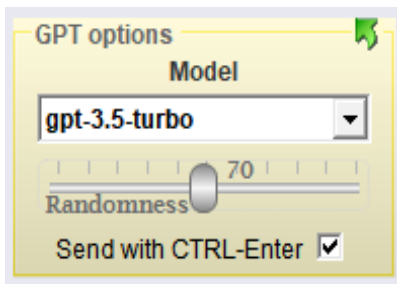 GPT options
Model
gpt-3.5-turbo
70
Randomness
Send with CTRL-Enter